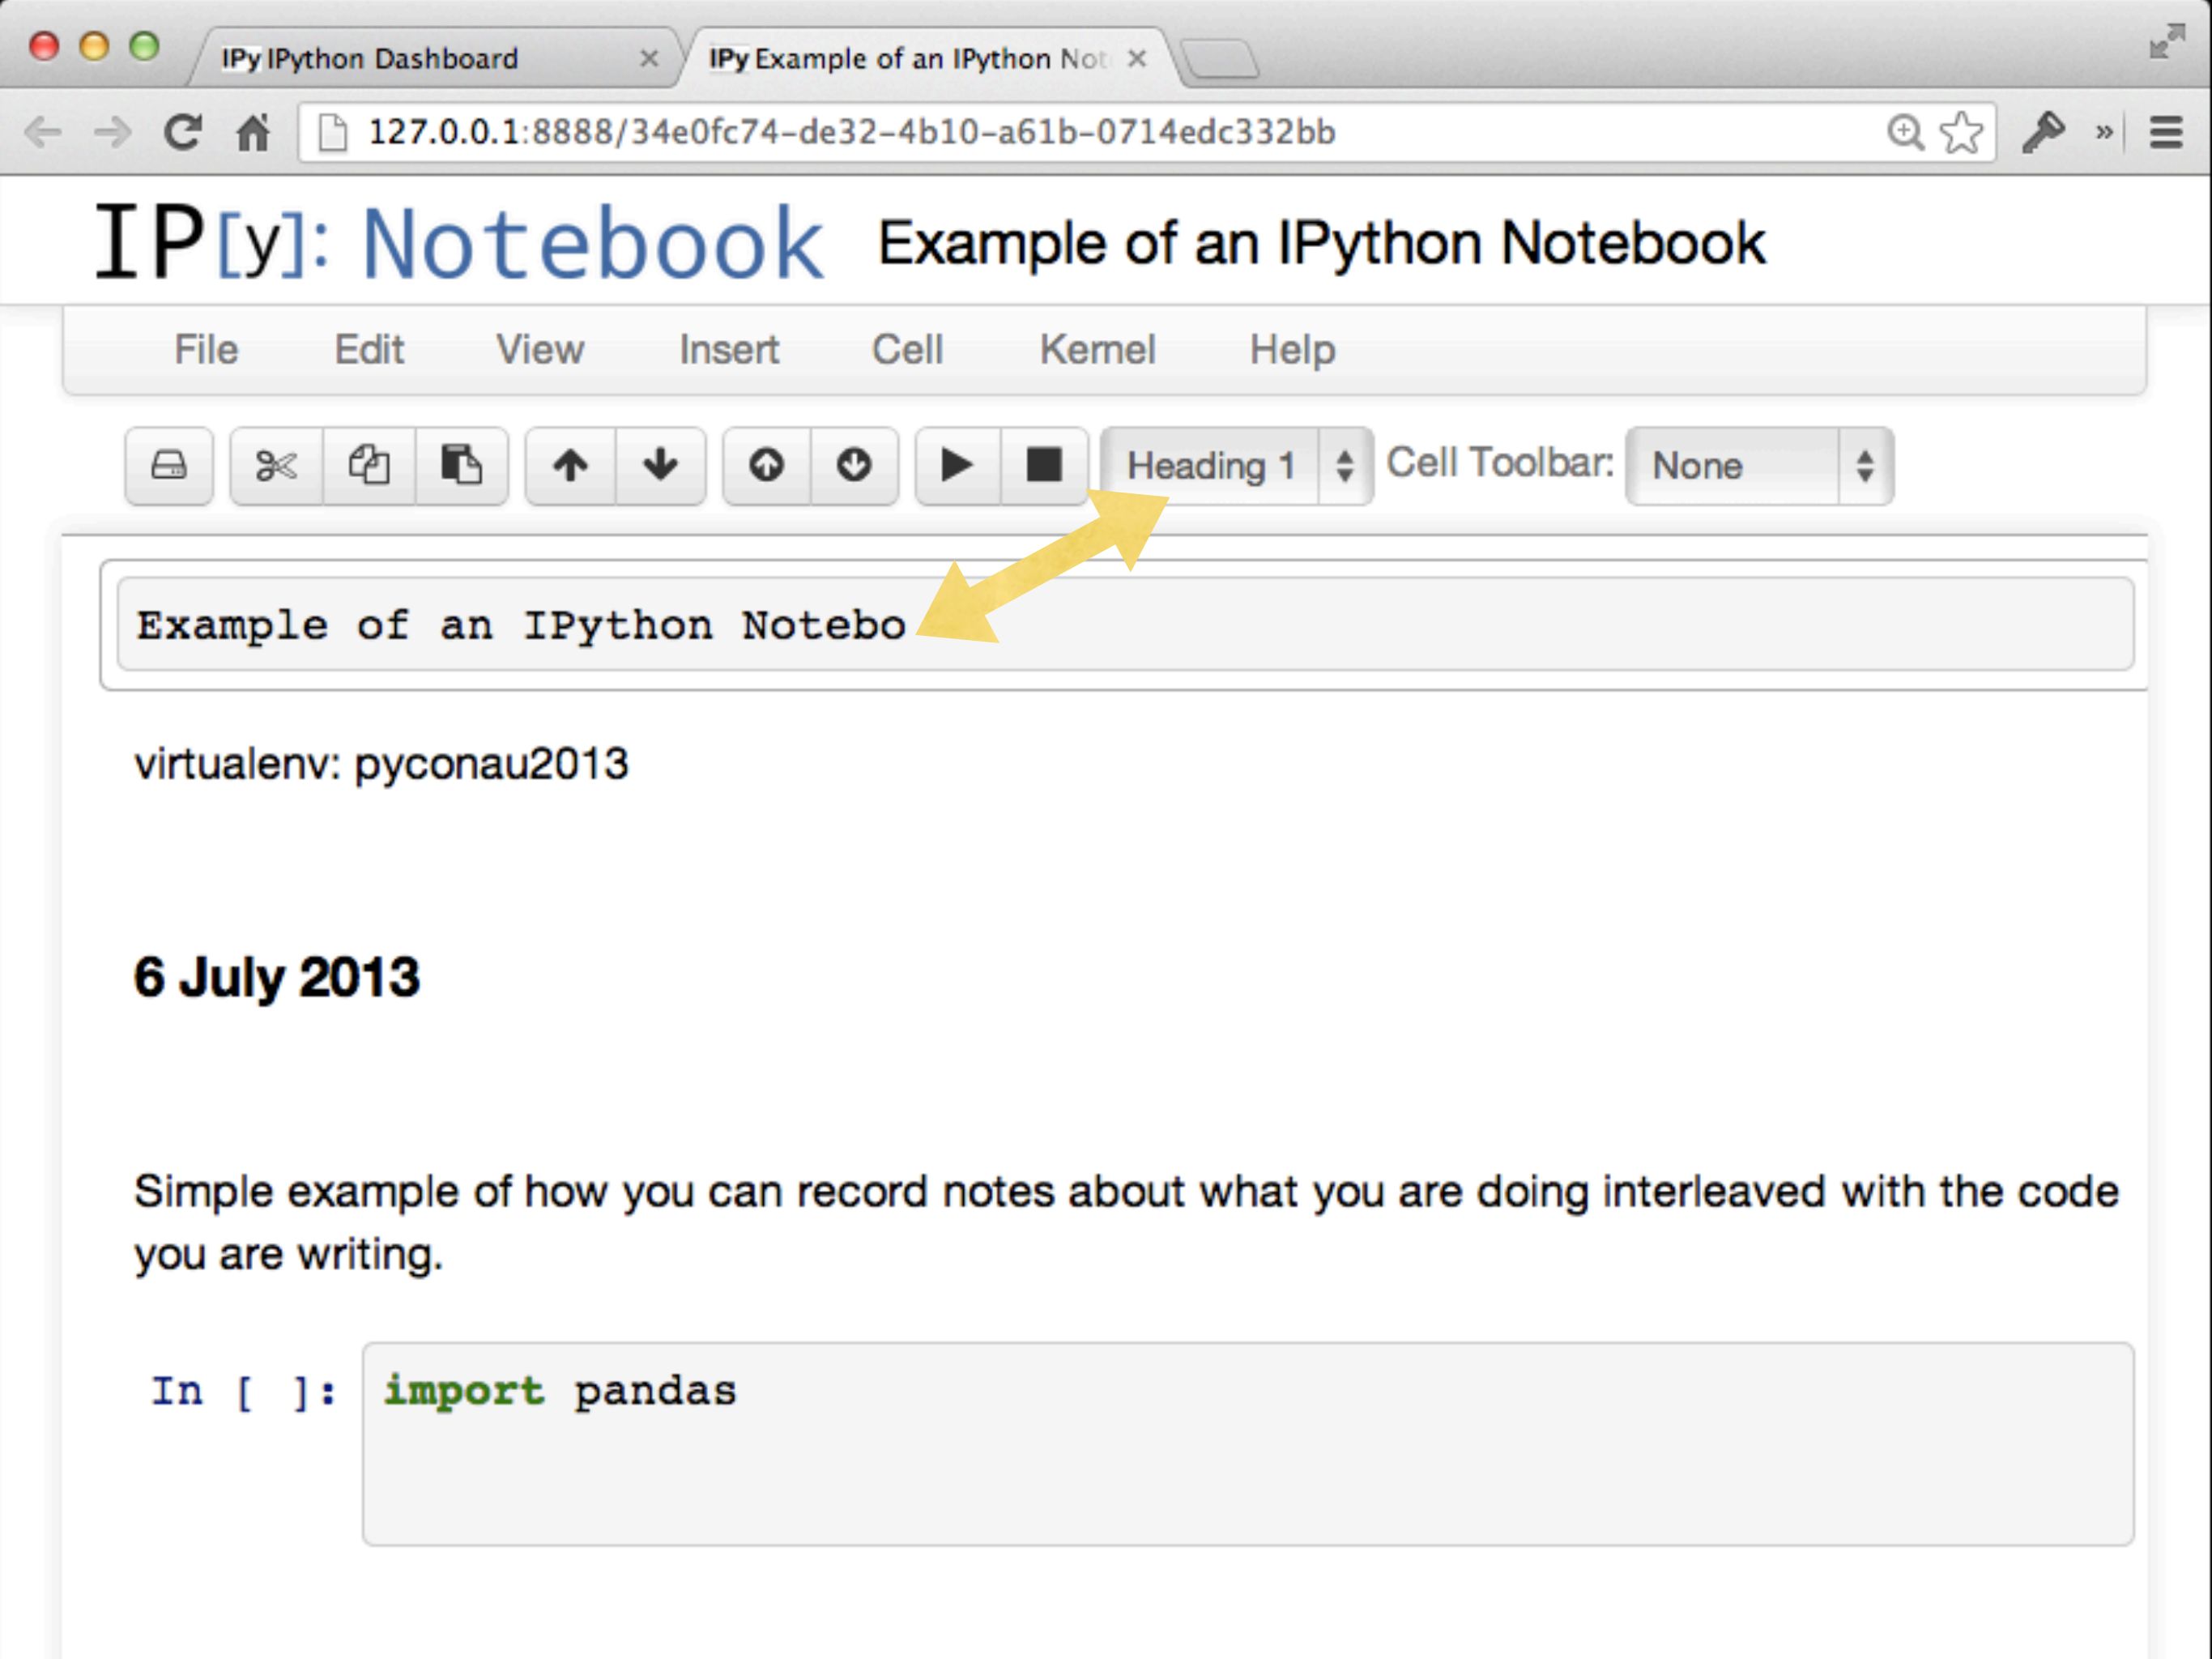 IPy IPython Dashboard
IPy Example of an IPython Not
127.0.0.1:8888/34e0fc74-de32-4b10-a61b-0714edc332bb
IP[y]: Notebook Example of an IPython Notebook
File Edit View Insert Cell Kernel Help
Heading 1 Cell Toolbar: None
Example of an IPython Notebo
virtualenv: pyconau2013
6 July 2013
Simple example of how you can record notes about what you are doing interleaved with the code
you are writing.
In [ ]: import pandas